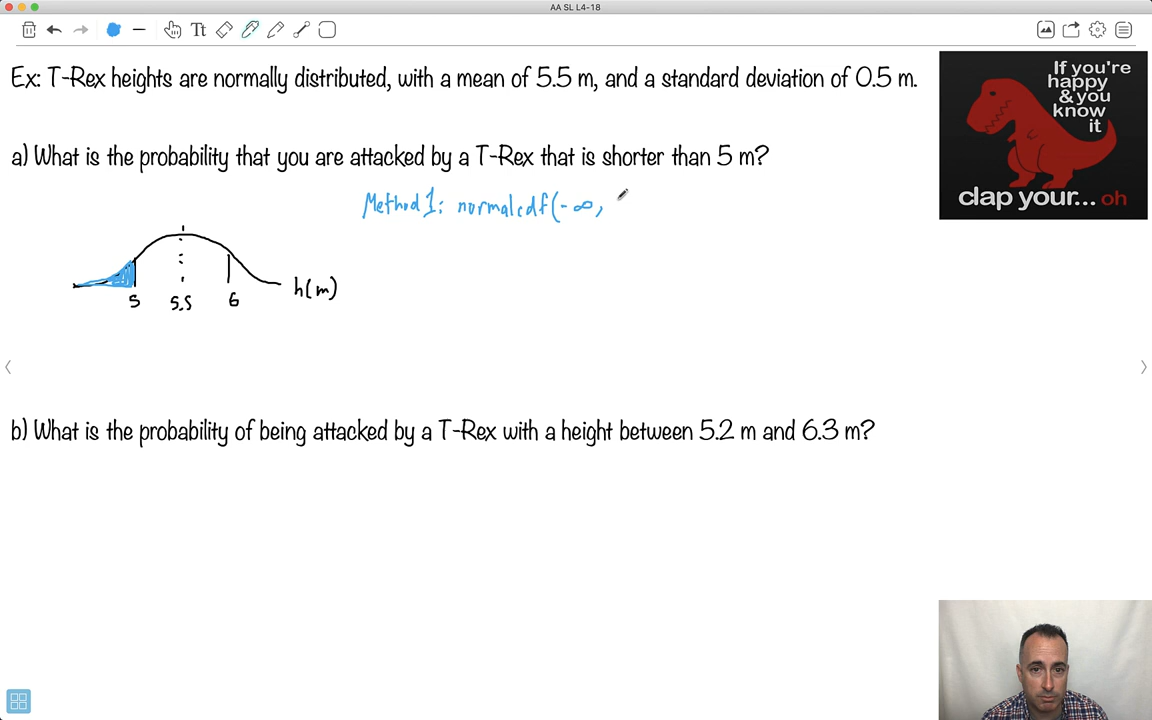 AA SL L4-18
Tt
Ex: T-Rex heights are normally distributed, with a mean of 5.5 m, and a standard deviation of 0.5 m.
If you're
happy
& you
know
it
clap your... oh
a) What is the probability that you are attacked by a T-Rex that is shorter than 5 m?
Method 1: normalcdf(-∞,
5 5.5 6 h(m)
b) What is the probability of being attacked by a T-Rex with a height between 5.2 m and 6.3 m?